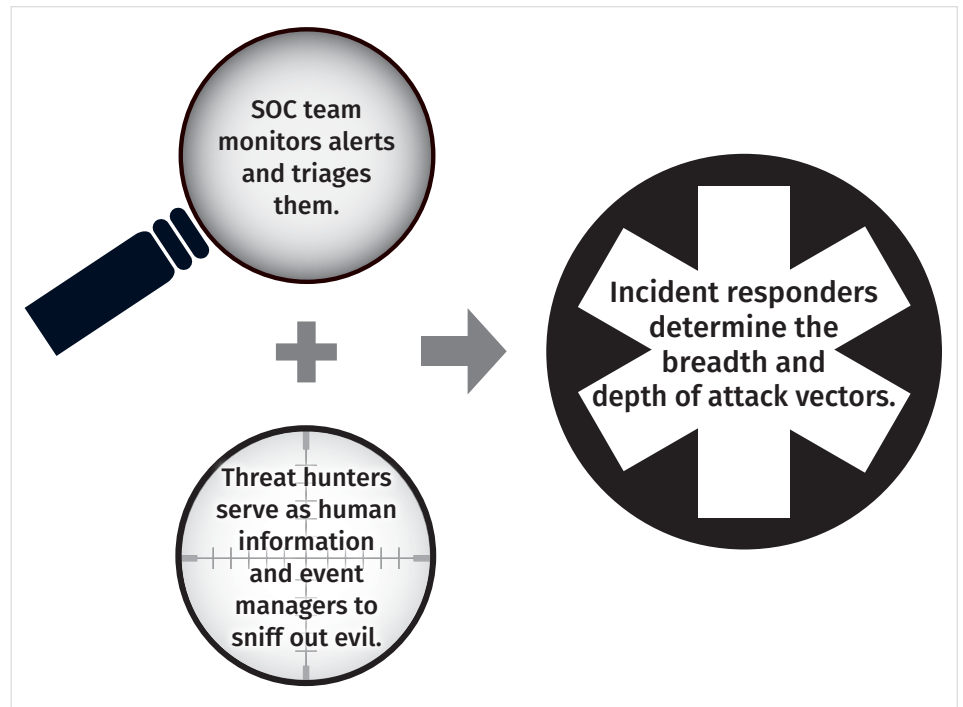 SOC team
monitors alerts
and triages
them.
Threat hunters
serve as human
information
and event
managers to
sniff out evil.
Incident responders
determine the
breadth and
depth of attack vectors.